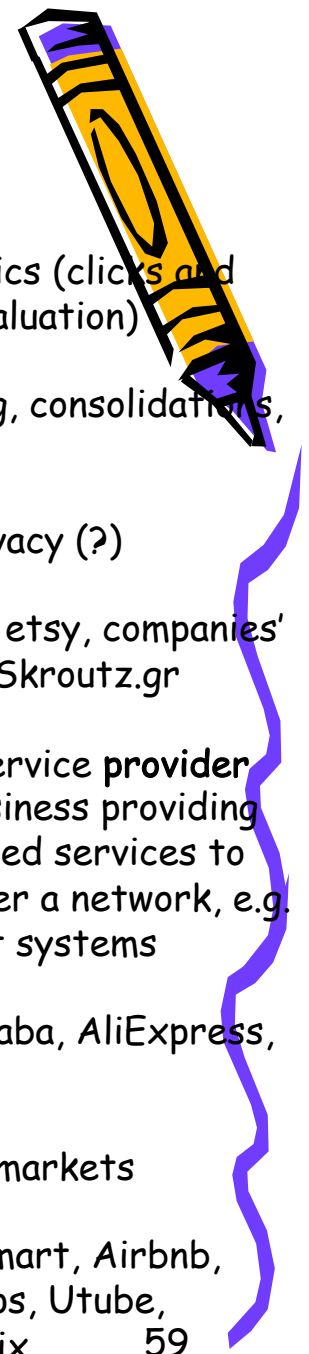 ics (clicks and
aluation)
g, consolidations,
vacy (?)
etsy, companies’
Skroutz.gr
ervice provider
siness providing
ed services to
er a network, e.g.
t systems
aba, AliExpress,
markets
mart, Airbnb,
os, Utube,
ix 59